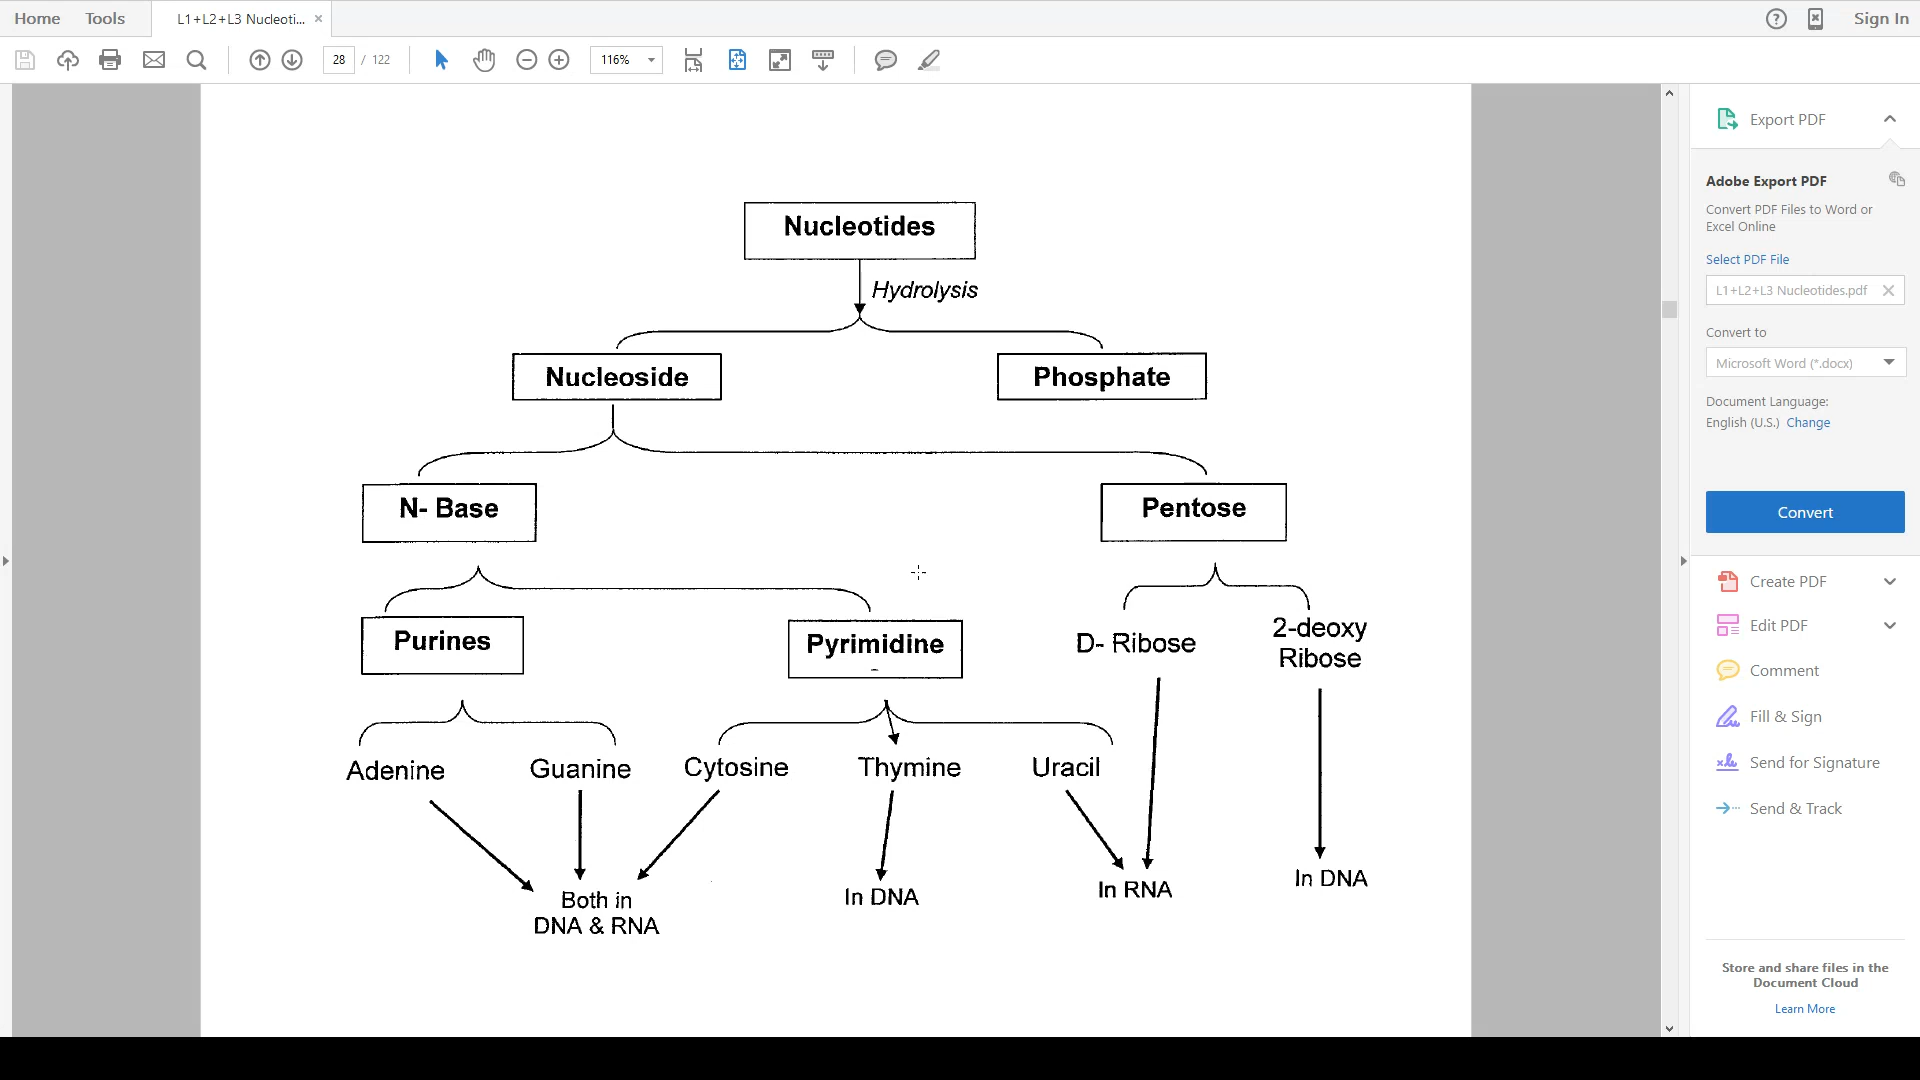 Home
Tools
L1+L2+L3 Nucleoti...
Sign In
28 / 122
116%
Nucleotides
Hydrolysis
Nucleoside
Phosphate
N- Base
Pentose
Purines
Pyrimidine
D- Ribose
2-deoxy
Ribose
Adenine
Guanine
Cytosine
Thymine
Uracil
Both in
DNA & RNA
In DNA
In RNA
In DNA
Export PDF
Adobe Export PDF
Convert PDF Files to Word or
Excel Online
Select PDF File
L1+L2+L3 Nucleotides.pdf
Convert to
Microsoft Word (*.docx)
Document Language:
English (U.S.) Change
Convert
Create PDF
Edit PDF
Comment
Fill & Sign
Send for Signature
Send & Track
Store and share files in the
Document Cloud
Learn More